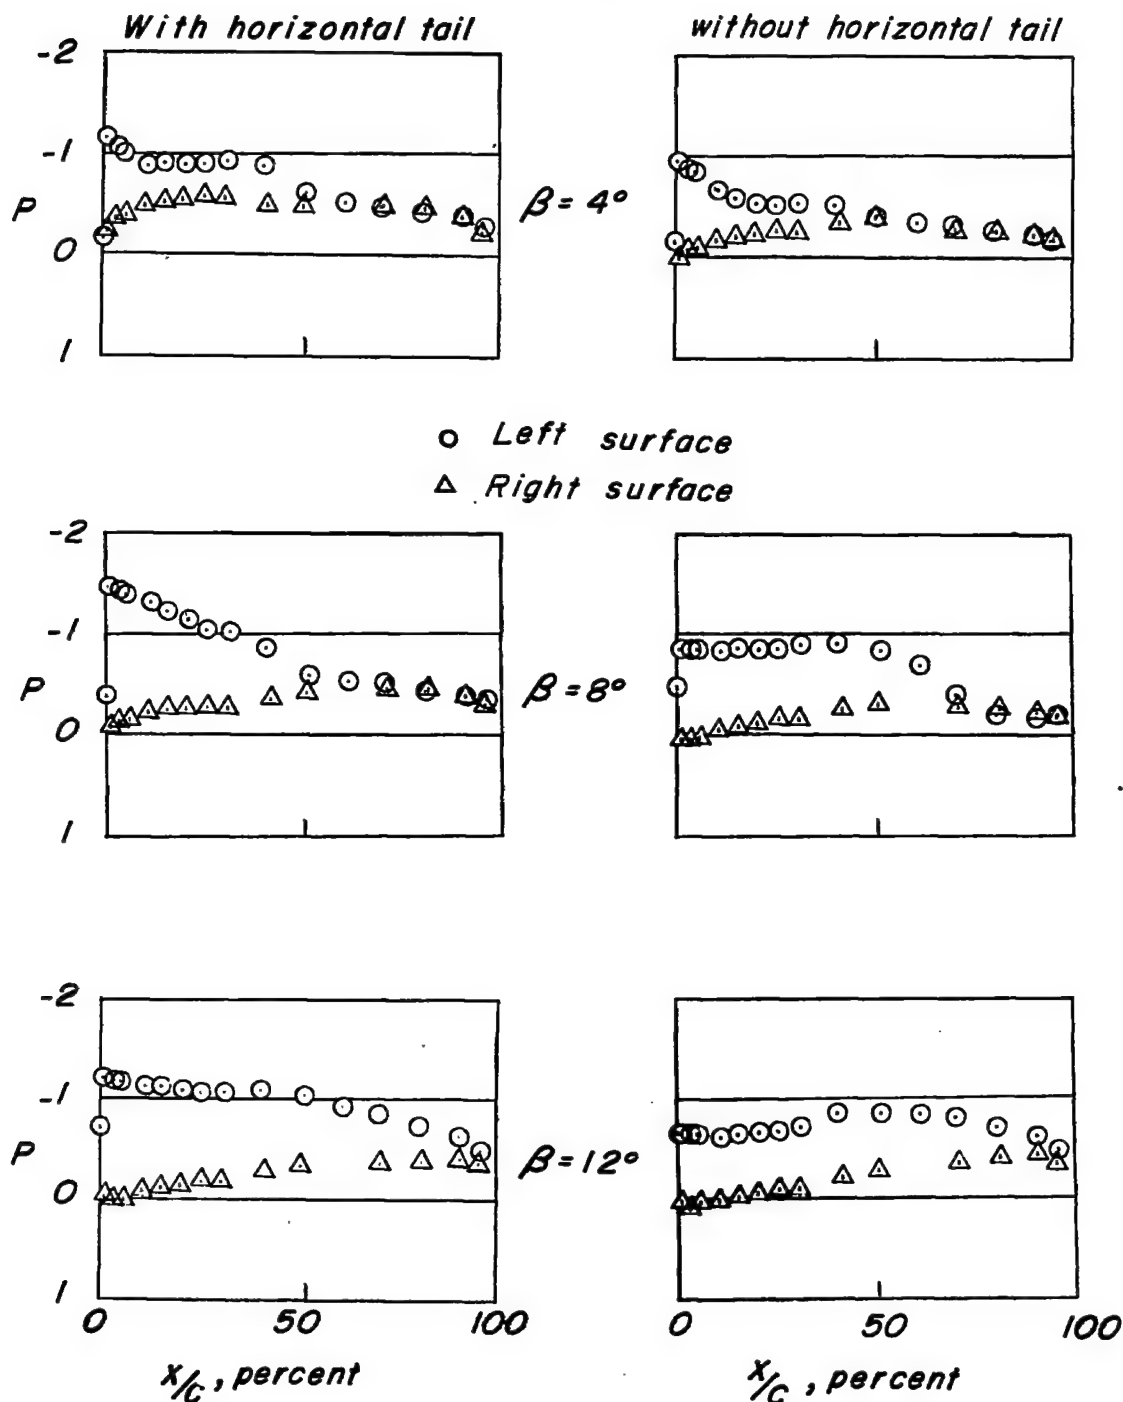 With horizontal tail
without horizontal tail
-2
-1
P
0
1
β = 4°
○ Left surface
△ Right surface
-2
-1
P
0
1
β = 8°
-2
-1
P
0
1
β = 12°
0 50 100
0 50 100
x/c, percent
x/c, percent